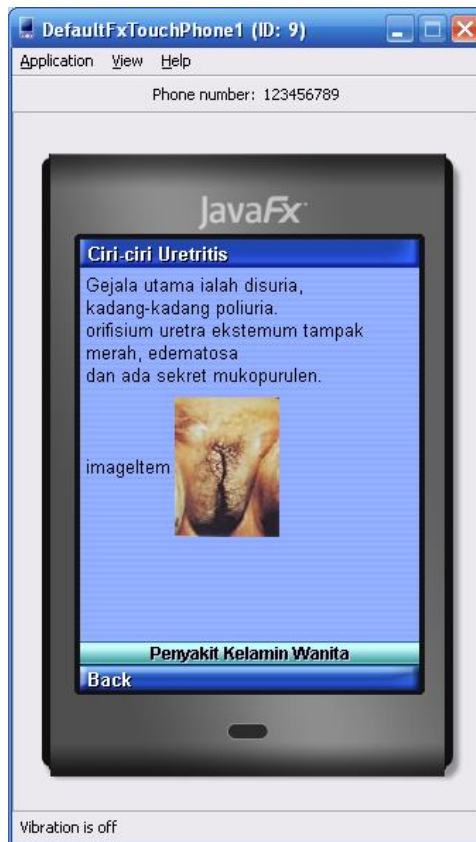 DefaultFxTouchPhone1 (ID: 9)
Application View Help
Phone number: 123456789
JavaFx
Ciri-ciri Uretritis
Gejala utama ialah disuria,
kadang-kadang poliuria.
orifisium uretra ekstemum tampak
merah, edematosa
dan ada sekret mukopurulen.
imageItem
Penyakit Kelamin Wanita
Back
Vibration is off